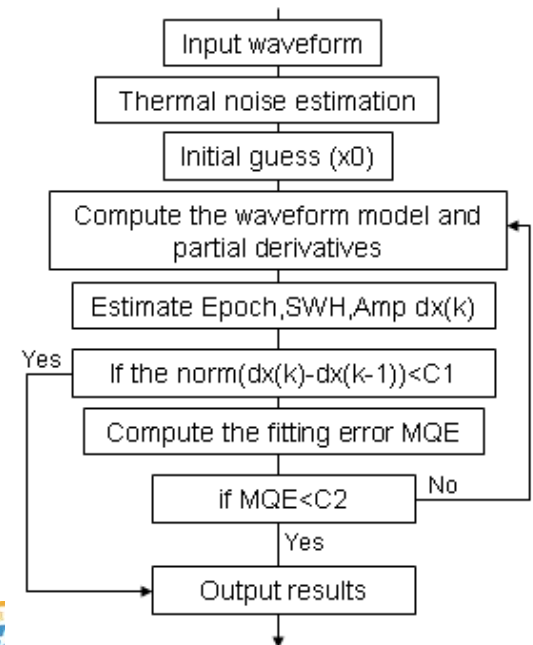 Input waveform
Thermal noise estimation
Initial guess (x0)
Compute the waveform model and
partial derivatives
Estimate Epoch,SWH,Amp dx(k)
Yes
If the norm(dx(k)-dx(k-1))<C1
Compute the fitting error MQE
if MQE<C2
No
Yes
Output results